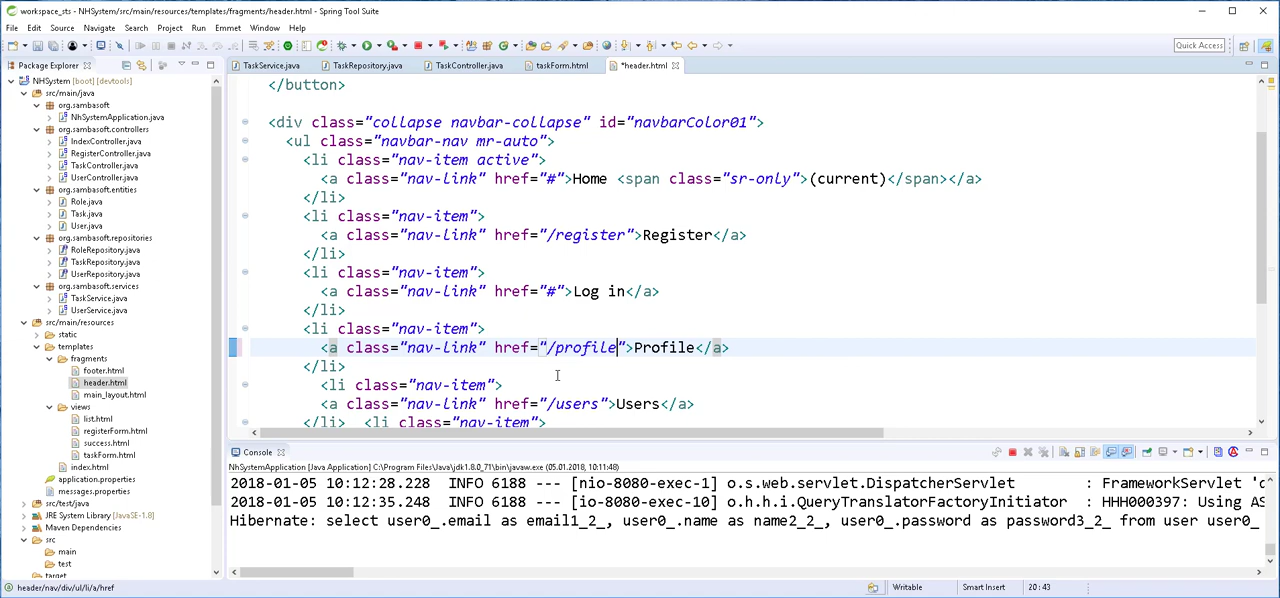 workspace_sts - NHSystem/src/main/resources/templates/fragments/header.html - Spring Tool Suite
File Edit Source Navigate Search Project Run Emmet Window Help
Quick Access
Package Explorer
TaskService.java TaskRepository.java TaskController.java taskForm.html *header.html
NHSystem [boot] [devtools]
src/main/java
org.sambasoft
NhSystemApplication.java
org.sambasoft.controllers
IndexController.java
RegisterController.java
TaskController.java
UserController.java
org.sambasoft.entities
Role.java
Task.java
User.java
org.sambasoft.repositories
RoleRepository.java
TaskRepository.java
UserRepository.java
org.sambasoft.services
TaskService.java
UserService.java
src/main/resources
static
templates
fragments
footer.html
header.html
main_layout.html
views
list.html
registerForm.html
success.html
taskForm.html
index.html
application.properties
messages.properties
src/test/java
JRE System Library [JavaSE-1.8]
Maven Dependencies
src
main
test
target
</button>
<div class="collapse navbar-collapse" id="navbarColor01">
<ul class="navbar-nav mr-auto">
<li class="nav-item active">
<a class="nav-link" href="#">Home <span class="sr-only">(current)</span></a>
</li>
<li class="nav-item">
<a class="nav-link" href="/register">Register</a>
</li>
<li class="nav-item">
<a class="nav-link" href="#">Log in</a>
</li>
<li class="nav-item">
<a class="nav-link" href="/profile">Profile</a>
</li>
<li class="nav-item">
<a class="nav-link" href="/users">Users</a>
</li> <li class="nav-item">
Console
NHSystemApplication [Java Application] C:\Program Files\Java\jdk1.8.0_71\bin\javaw.exe (05.01.2018, 10:11:48)
2018-01-05 10:12:28.228 INFO 6188 --- [nio-8080-exec-1] o.s.web.servlet.DispatcherServlet : FrameworkServlet 'd
2018-01-05 10:12:35.248 INFO 6188 --- [io-8080-exec-10] o.h.h.i.QueryTranslatorFactoryInitiator : HHH000397: Using AS
Hibernate: select user0_.email as email1_2_, user0_.name as name2_2_, user0_.password as password3_2_ from user user0_
header/nav/div/ul/li/a/href
Writable Smart Insert 20 : 43